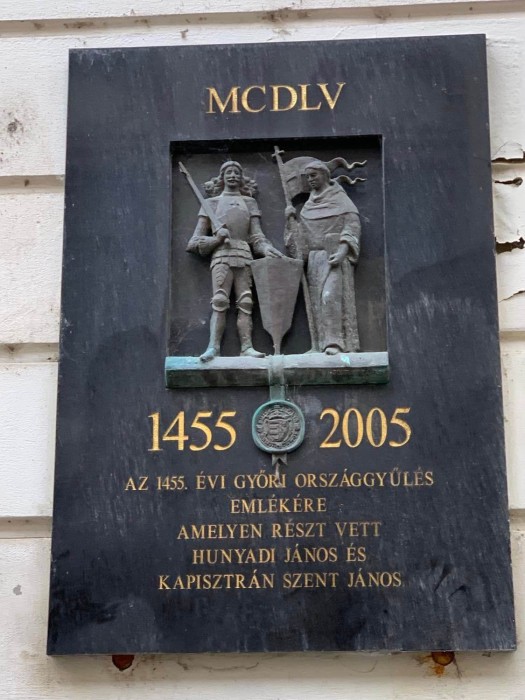 MCDLV
1455 2005
AZ 1455. ÉVI GYŐRI ORSZÁGGYŰLÉS
EMLÉKÉRE
AMELYEN RÉSZT VETT
HUNYADI JÁNOS ÉS
KAPISZTRÁN SZENT JÁNOS